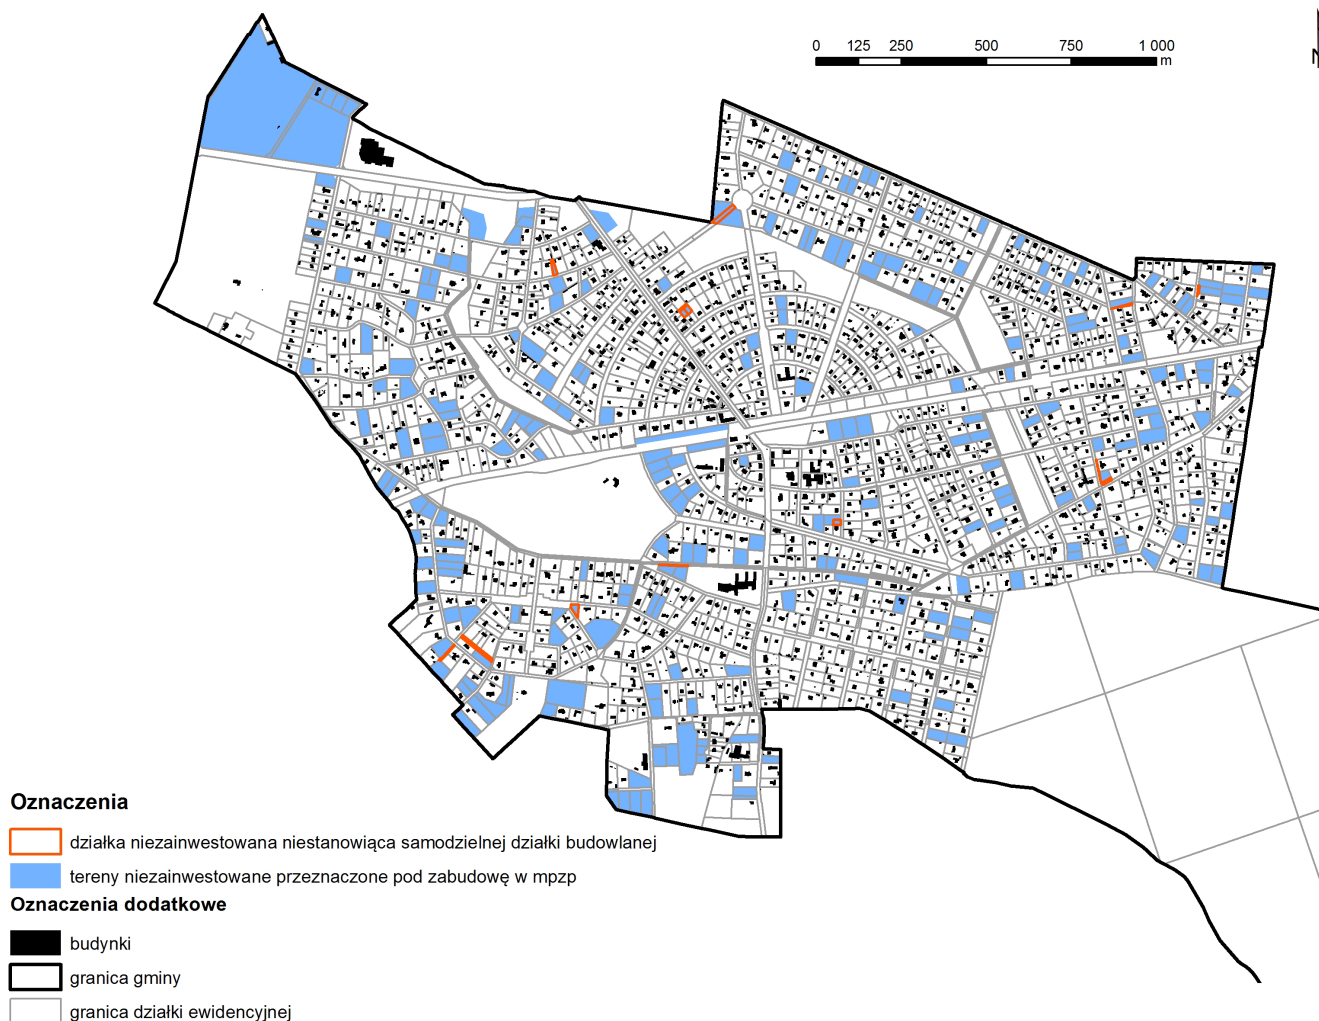 0 125 250 500 750 1 000
m
N
Oznaczenia
działka niezainwestowana niestanowiąca samodzielnej działki budowlanej
tereny niezainwestowane przeznaczone pod zabudowę w mpzp
Oznaczenia dodatkowe
budynki
granica gminy
granica działki ewidencyjnej